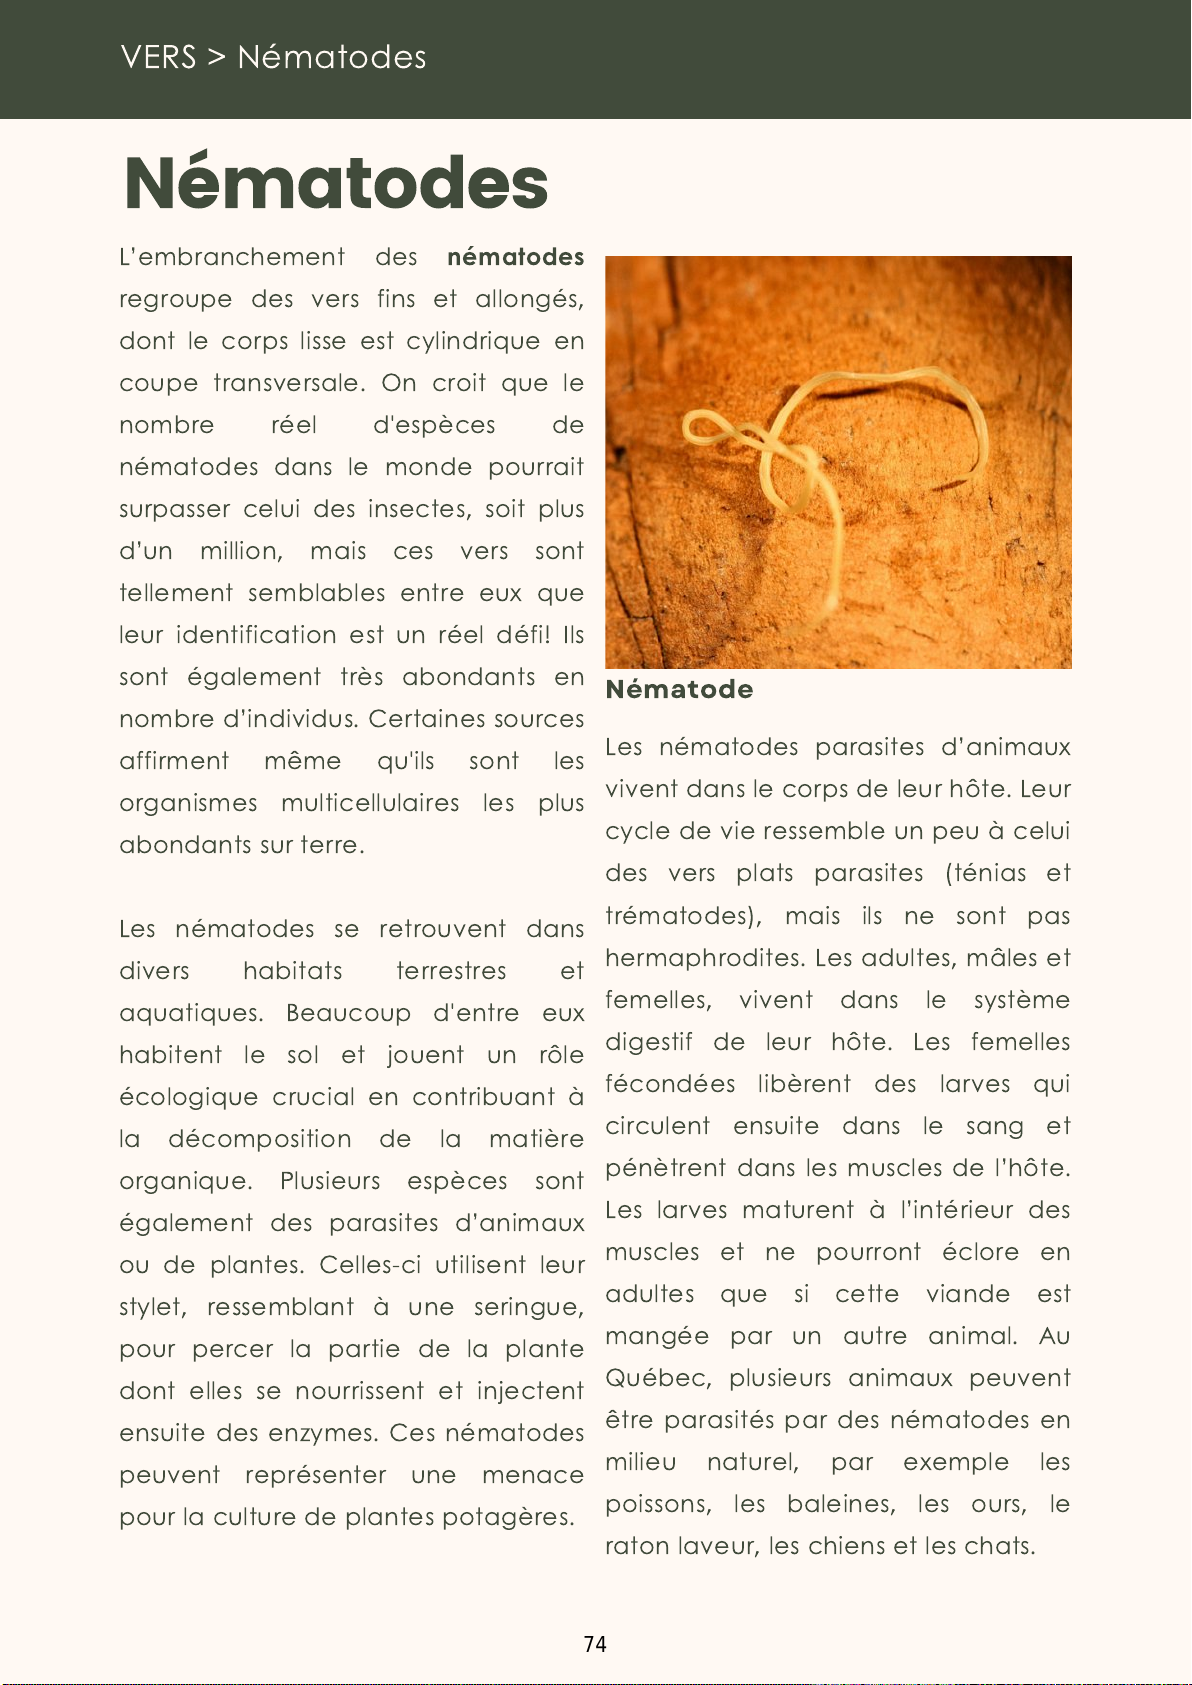 VERS > Nématodes
Nématodes
L’embranchement des nématodes
regroupe des vers fins et allongés,
dont le corps lisse est cylindrique en
coupe transversale. On croit que le
nombre réel d'espèces de
nématodes dans le monde pourrait
surpasser celui des insectes, soit plus
d’un million, mais ces vers sont
tellement semblables entre eux que
leur identification est un réel défi! Ils
sont également très abondants en
nombre d’individus. Certaines sources
affirment même qu'ils sont les
organismes multicellulaires les plus
abondants sur terre.
Les nématodes se retrouvent dans
divers habitats terrestres et
aquatiques. Beaucoup d'entre eux
habitent le sol et jouent un rôle
écologique crucial en contribuant à
la décomposition de la matière
organique. Plusieurs espèces sont
également des parasites d’animaux
ou de plantes. Celles-ci utilisent leur
stylet, ressemblant à une seringue,
pour percer la partie de la plante
dont elles se nourrissent et injectent
ensuite des enzymes. Ces nématodes
peuvent représenter une menace
pour la culture de plantes potagères.
Nématode
Les nématodes parasites d’animaux
vivent dans le corps de leur hôte. Leur
cycle de vie ressemble un peu à celui
des vers plats parasites (ténias et
trématodes), mais ils ne sont pas
hermaphrodites. Les adultes, mâles et
femelles, vivent dans le système
digestif de leur hôte. Les femelles
fécondées libèrent des larves qui
circulent ensuite dans le sang et
pénètrent dans les muscles de l’hôte.
Les larves maturent à l’intérieur des
muscles et ne pourront éclore en
adultes que si cette viande est
mangée par un autre animal. Au
Québec, plusieurs animaux peuvent
être parasités par des nématodes en
milieu naturel, par exemple les
poissons, les baleines, les ours, le
raton laveur, les chiens et les chats.
74